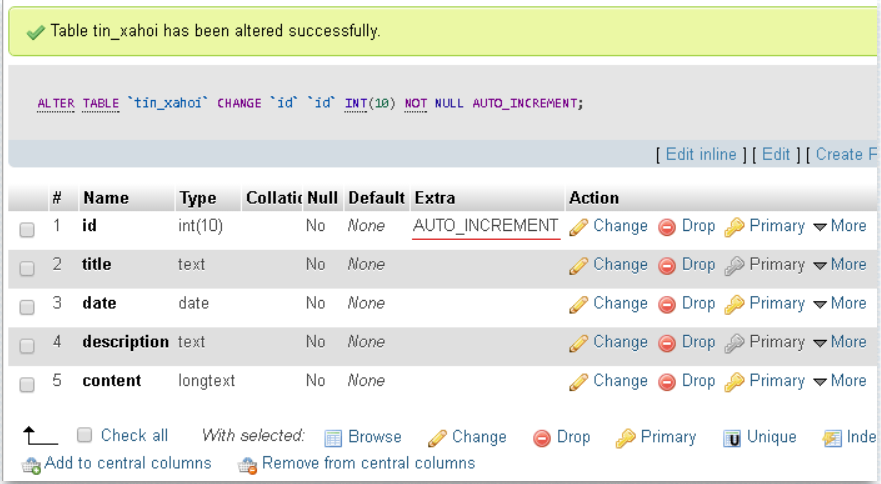 Table tin_xahoi has been altered successfully.
ALTER TABLE `tin_xahoi` CHANGE `id` `id` INT(10) NOT NULL AUTO_INCREMENT;
[ Edit inline ] [ Edit ] [ Create F
# Name Type Collatic Null Default Extra Action
1 id int(10) No None AUTO_INCREMENT Change Drop Primary More
2 title text No None Change Drop Primary More
3 date date No None Change Drop Primary More
4 description text No None Change Drop Primary More
5 content longtext No None Change Drop Primary More
Check all With selected: Browse Change Drop Primary Unique Inde
Add to central columns Remove from central columns